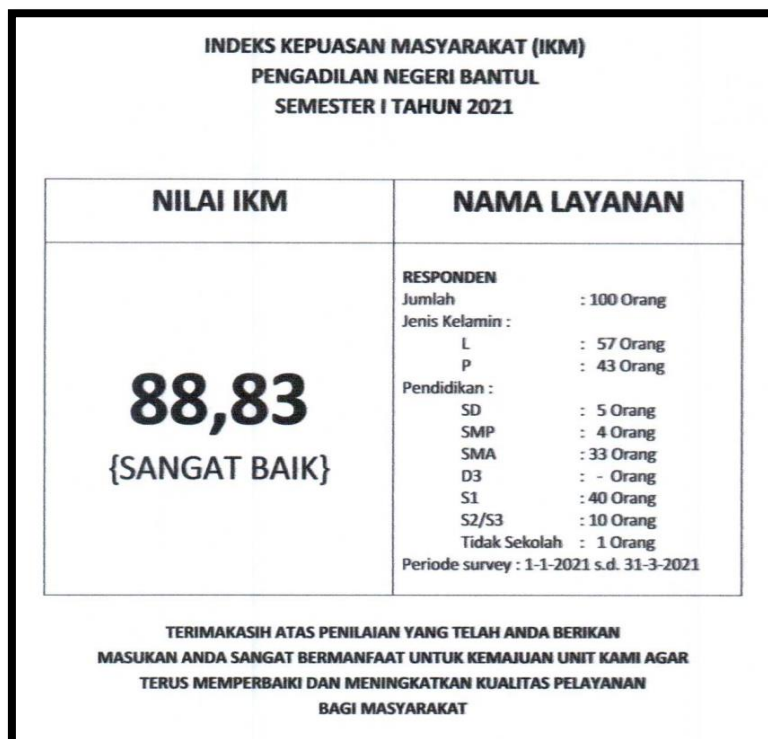 INDEKS KEPUASAN MASYARAKAT (IKM)
PENGADILAN NEGERI BANTUL
SEMESTER I TAHUN 2021
NILAI IKM
NAMA LAYANAN
88,83
{SANGAT BAIK}
RESPONDEN
Jumlah : 100 Orang
Jenis Kelamin :
L : 57 Orang
P : 43 Orang
Pendidikan :
SD : 5 Orang
SMP : 4 Orang
SMA : 33 Orang
D3 : - Orang
S1 : 40 Orang
S2/S3 : 10 Orang
Tidak Sekolah : 1 Orang
Periode survey : 1-1-2021 s.d. 31-3-2021
TERIMAKASIH ATAS PENILAIAN YANG TELAH ANDA BERIKAN
MASUKAN ANDA SANGAT BERMANFAAT UNTUK KEMAJUAN UNIT KAMI AGAR
TERUS MEMPERBAIKI DAN MENINGKATKAN KUALITAS PELAYANAN
BAGI MASYARAKAT